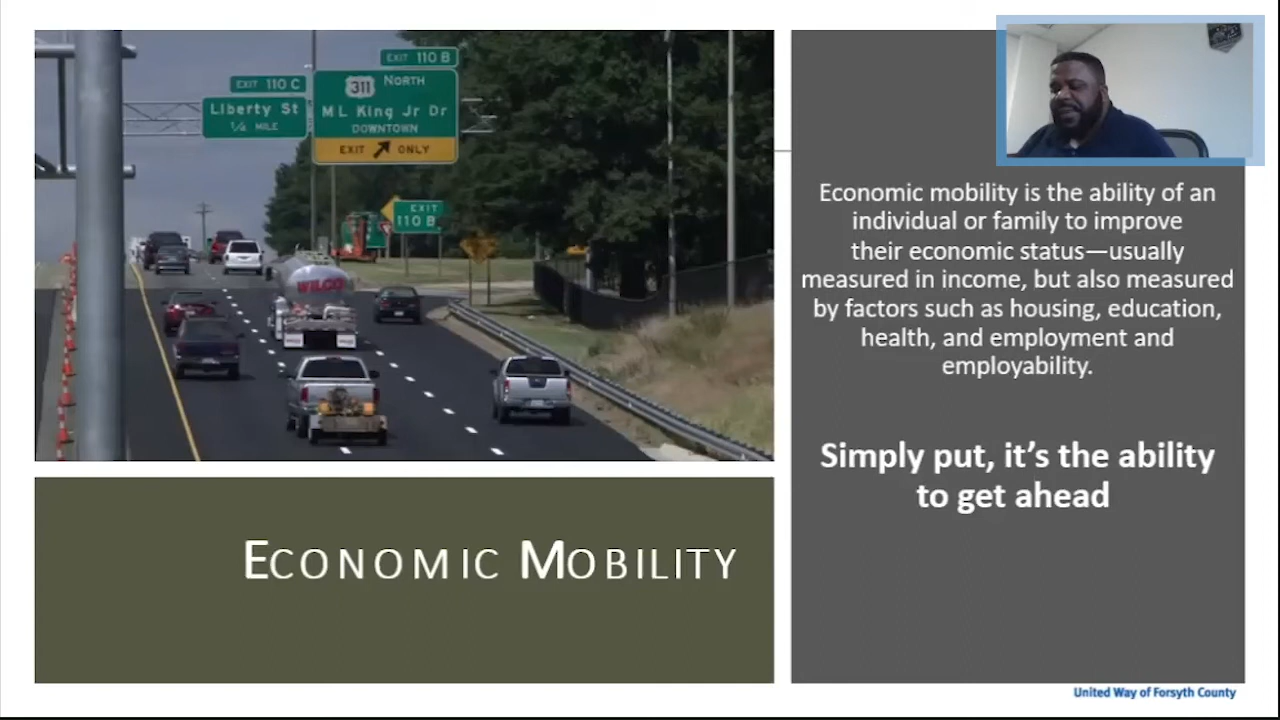 EXIT 110 B
EXIT 110 C
311 NORTH
Liberty St
¼ MILE
M L King Jr Dr
DOWNTOWN
EXIT ONLY
EXIT
110 B
WILCO
ECONOMIC MOBILITY
Economic mobility is the ability of an
individual or family to improve
their economic status—usually
measured in income, but also measured
by factors such as housing, education,
health, and employment and
employability.
Simply put, it’s the ability
to get ahead
United Way of Forsyth County